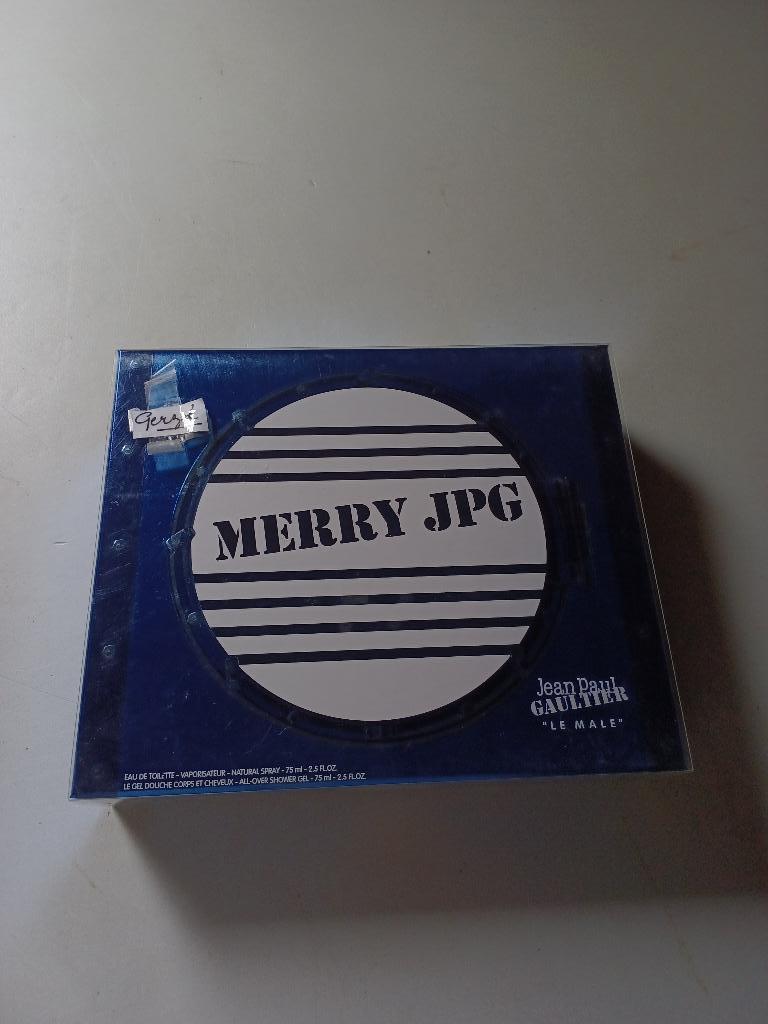 MERRY JPG
Jean Paul
GAULTIER
"LE MALE"
EAU DE TOILETTE - VAPORISATEUR - NATURAL SPRAY - 75 ml - 2.5 FL.OZ.
LE GEL DOUCHE CORPS ET CHEVEUX - ALL-OVER SHOWER GEL - 75 ml - 2.5 FL.OZ.